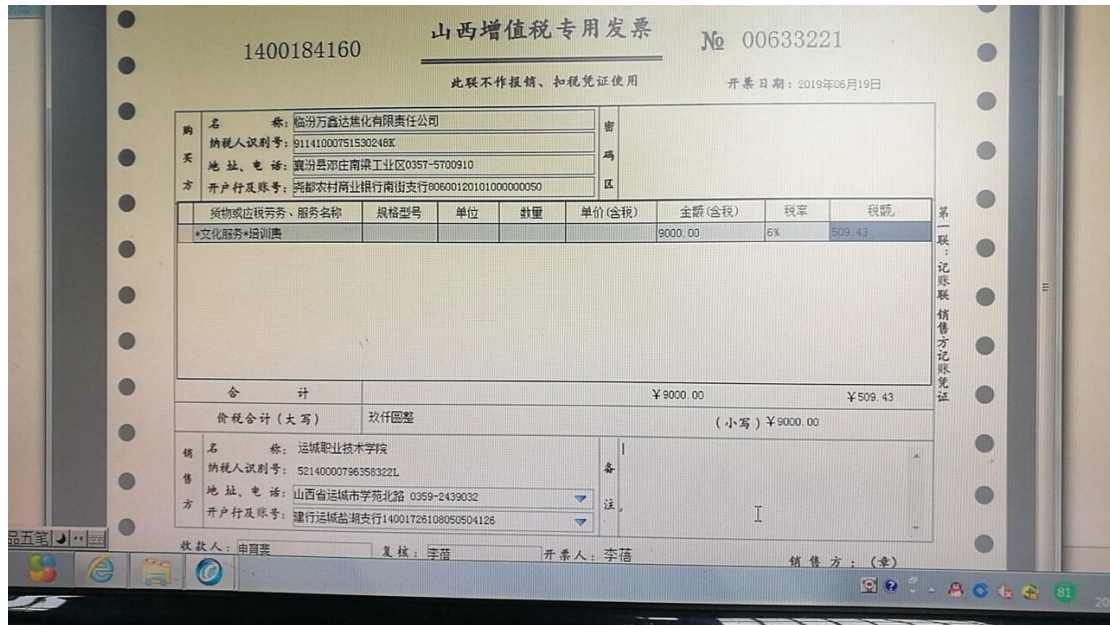 山西增值税专用发票
1400184160
№ 00633221
此联不作报销、扣税凭证使用
开票日期：2019年06月19日
购买方
名称：临汾万鑫达焦化有限责任公司
纳税人识别号：91141000751530248K
地址、电话：襄汾县邓庄南梁工业区0357-5700910
开户行及账号：尧都农村商业银行南街支行806001201010000000050
密码区
货物或应税劳务、服务名称 规格型号 单位 数量 单价(含税) 金额(含税) 税率 税额
*文化服务*培训费 9000.00 6% 509.43
合计 ￥9000.00 ￥509.43
价税合计（大写） 玖仟圆整 （小写）￥9000.00
销售方
名称：运城职业技术学院
纳税人识别号：52140000796358322L
地址、电话：山西省运城市学苑北路 0359-2439032
开户行及账号：建行运城盐湖支行14001726108050504126
备注
收款人：申育斐 复核：李蓓 开票人：李蓓 销售方：（章）
第一联：记账联 销售方记账凭证
品五笔
81
20